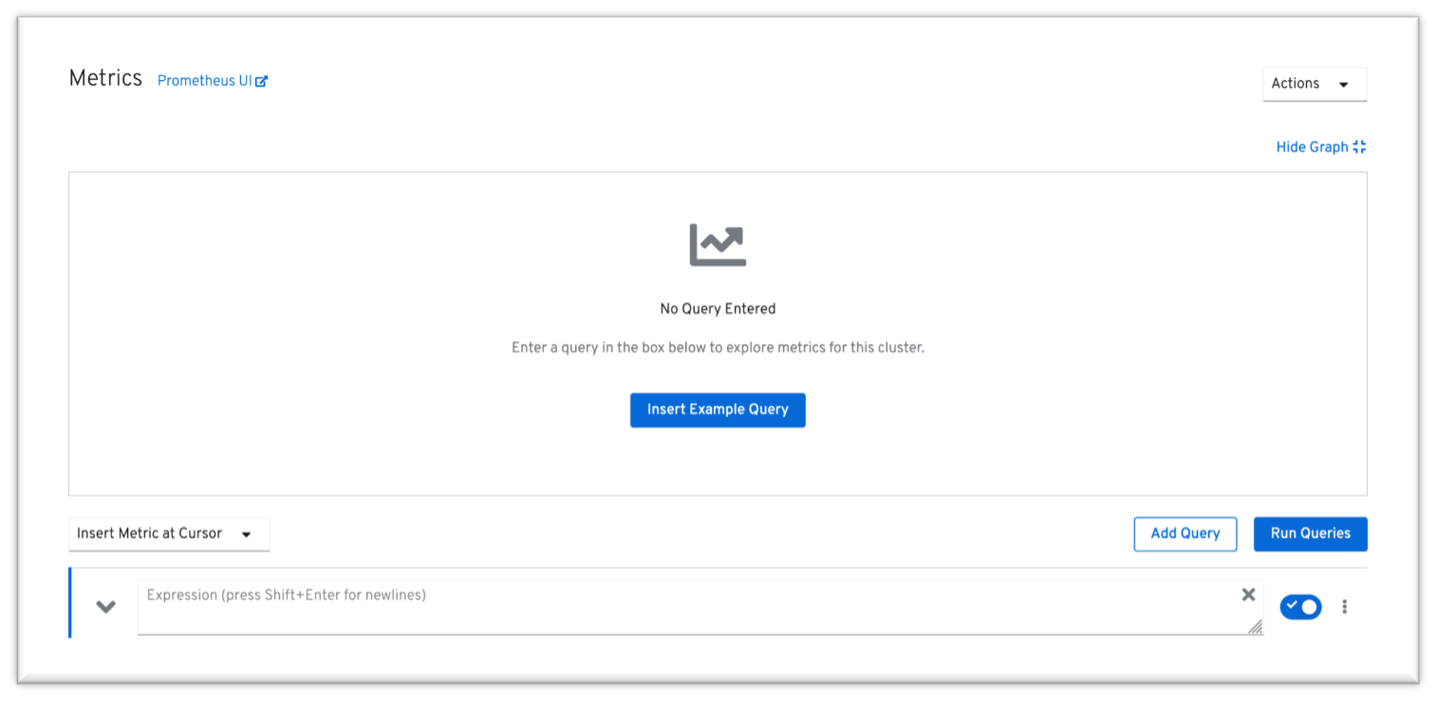 Metrics Prometheus UI
Actions
Hide Graph
No Query Entered
Enter a query in the box below to explore metrics for this cluster.
Insert Example Query
Insert Metric at Cursor
Add Query
Run Queries
Expression (press Shift+Enter for newlines)